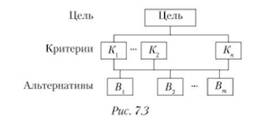 Цель Цель
Критерии K₁ ... K₂ Kₙ
Альтернативы B₁ B₂ ... Bₘ
Рис. 7.3